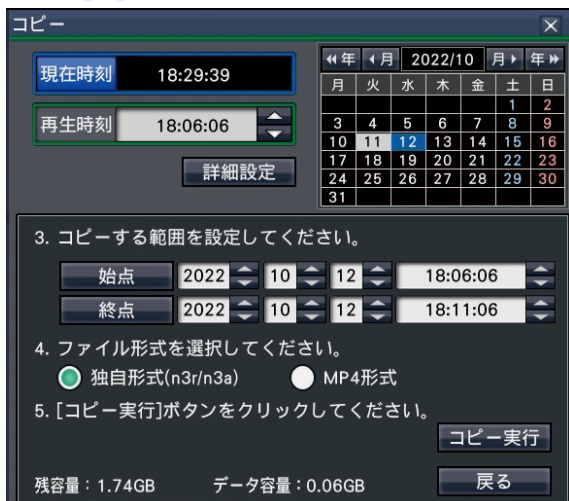 コピー
現在時刻 18:29:39
再生時刻 18:06:06
詳細設定
年 月 2022/10 月 年
月 火 水 木 金 土 日
1 2
3 4 5 6 7 8 9
10 11 12 13 14 15 16
17 18 19 20 21 22 23
24 25 26 27 28 29 30
31
3. コピーする範囲を設定してください。
始点 2022 10 12 18:06:06
終点 2022 10 12 18:11:06
4. ファイル形式を選択してください。
独自形式(n3r/n3a) MP4形式
5. [コピー実行]ボタンをクリックしてください。
コピー実行
残容量：1.74GB データ容量：0.06GB 戻る